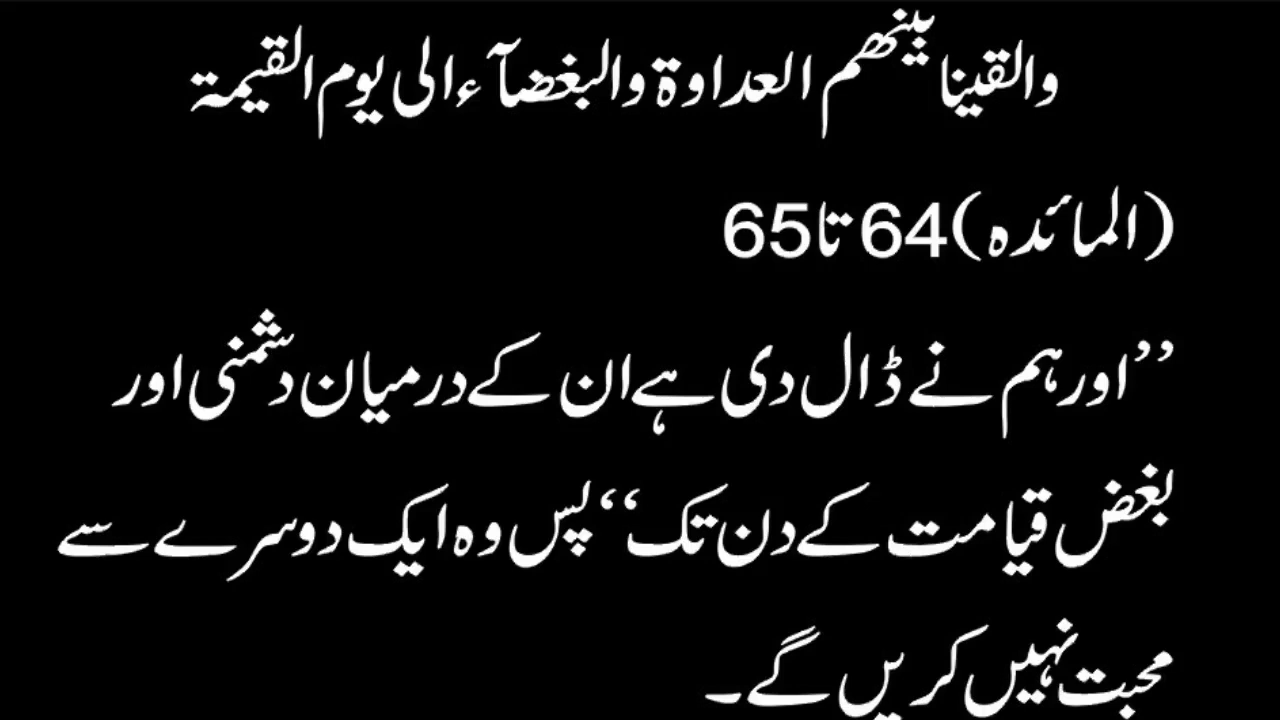 والقینا بینھم العداوۃ والبغضآء الی یوم القیمۃ
(المائدہ) 64 تا 65
’’اور ہم نے ڈال دی ہے ان کے درمیان دشمنی اور
بغض قیامت کے دن تک‘‘ پس وہ ایک دوسرے سے
محبت نہیں کریں گے۔